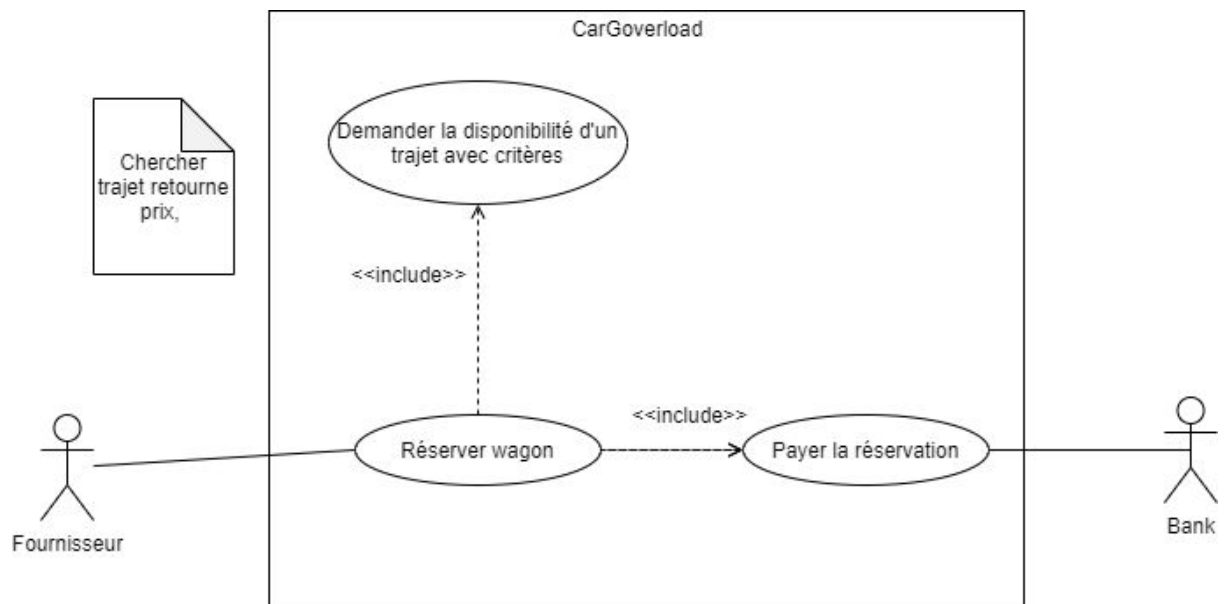 CarGoverload
Demander la disponibilité d'un
trajet avec critères
Chercher
trajet retourne
prix,
<<include>>
<<include>>
Réserver wagon
Payer la réservation
Fournisseur
Bank